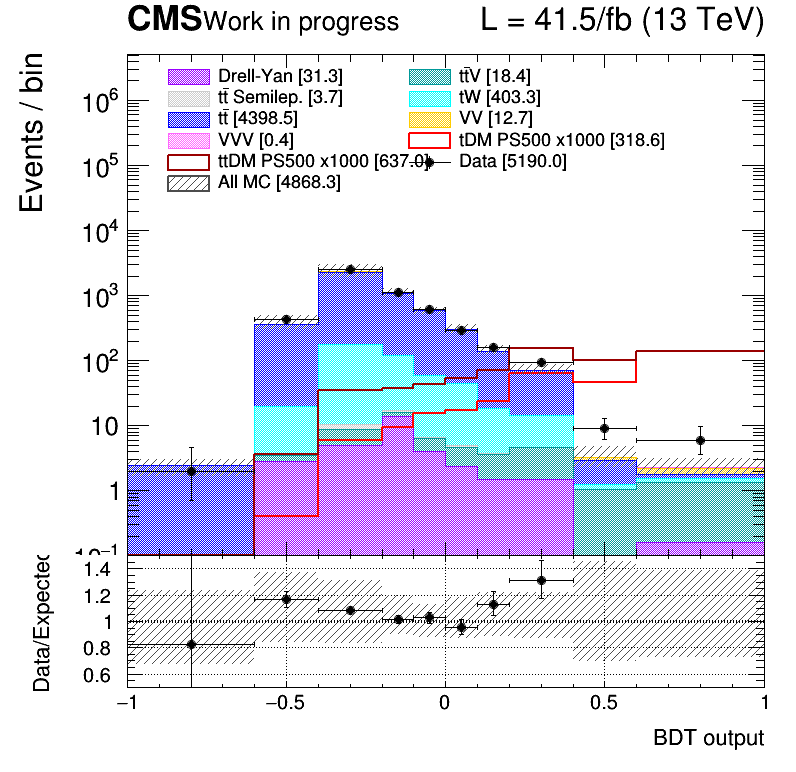 CMS Work in progress L = 41.5/fb (13 TeV)
Events / bin
Drell-Yan [31.3] tt̄V [18.4]
tt̄ Semilep. [3.7] tW [403.3]
tt̄ [4398.5] VV [12.7]
VVV [0.4] tDM PS500 x1000 [318.6]
ttDM PS500 x1000 [637.0] Data [5190.0]
All MC [4868.3]
10⁶
10⁵
10⁴
10³
10²
10
1
10⁻¹
Data/Expected
1.4
1.2
1
0.8
0.6
−1 −0.5 0 0.5 1
BDT output